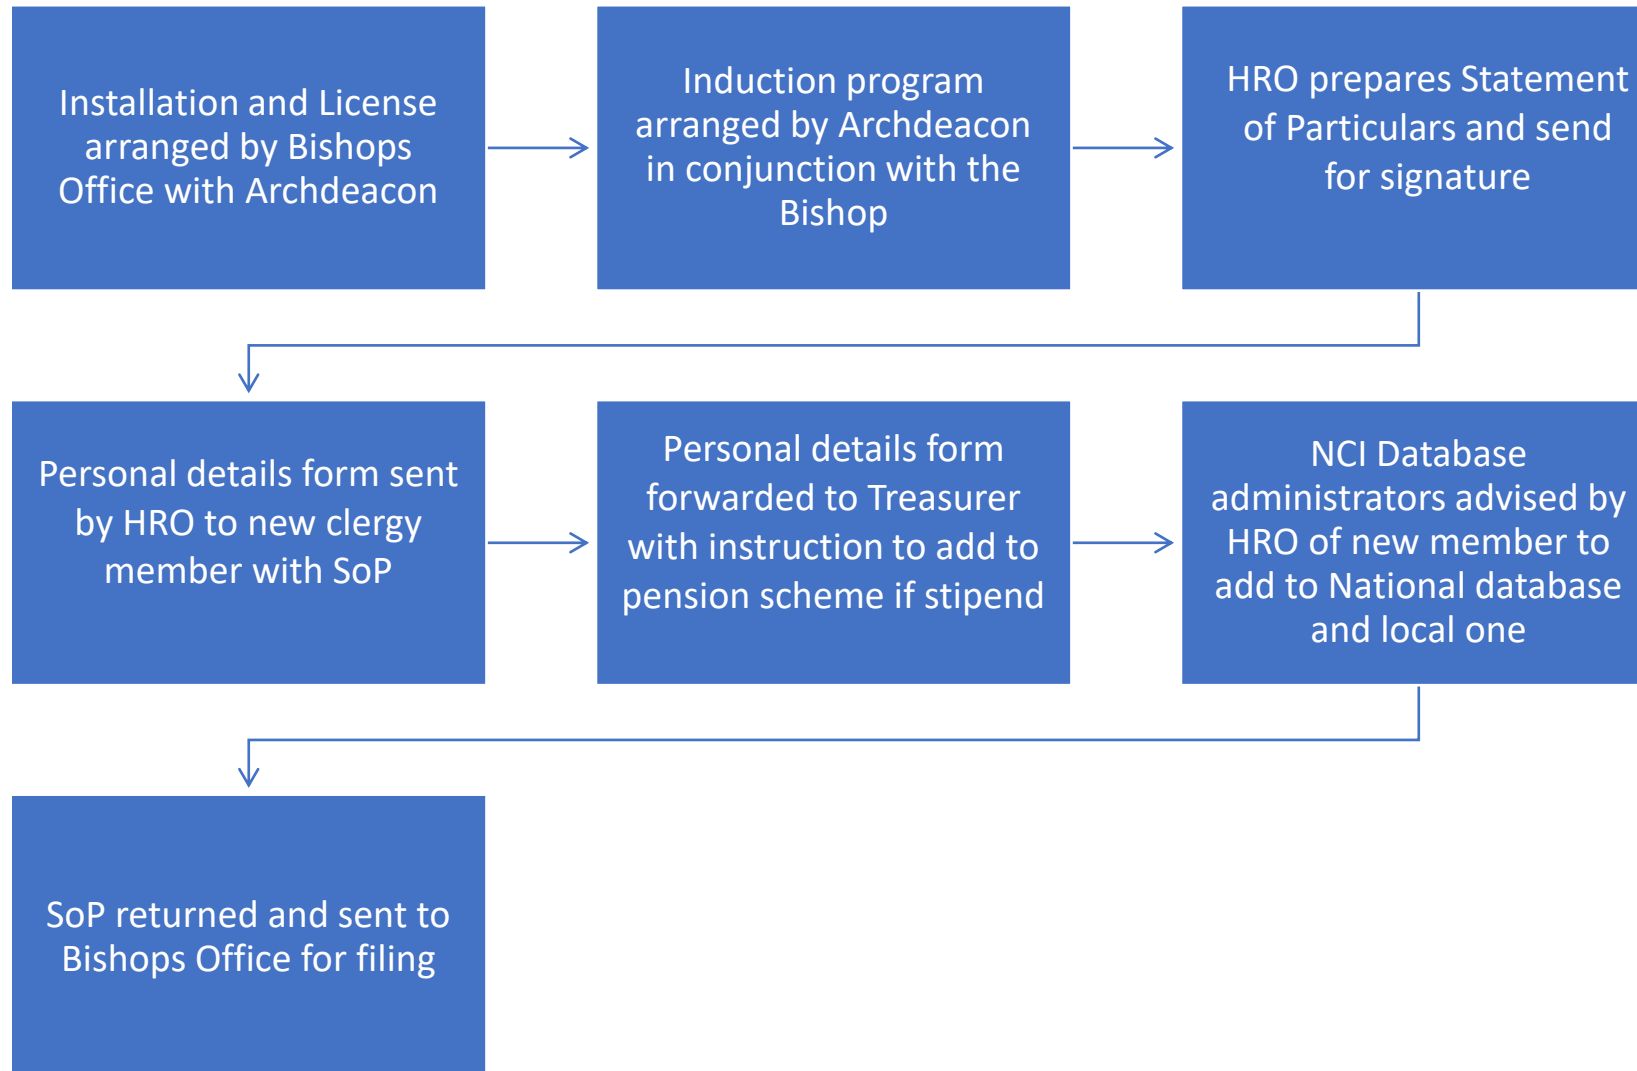 Installation and License
arranged by Bishops
Office with Archdeacon
Induction program
arranged by Archdeacon
in conjunction with the
Bishop
HRO prepares Statement
of Particulars and send
for signature
Personal details form sent
by HRO to new clergy
member with SoP
Personal details form
forwarded to Treasurer
with instruction to add to
pension scheme if stipend
NCI Database
administrators advised by
HRO of new member to
add to National database
and local one
SoP returned and sent to
Bishops Office for filing